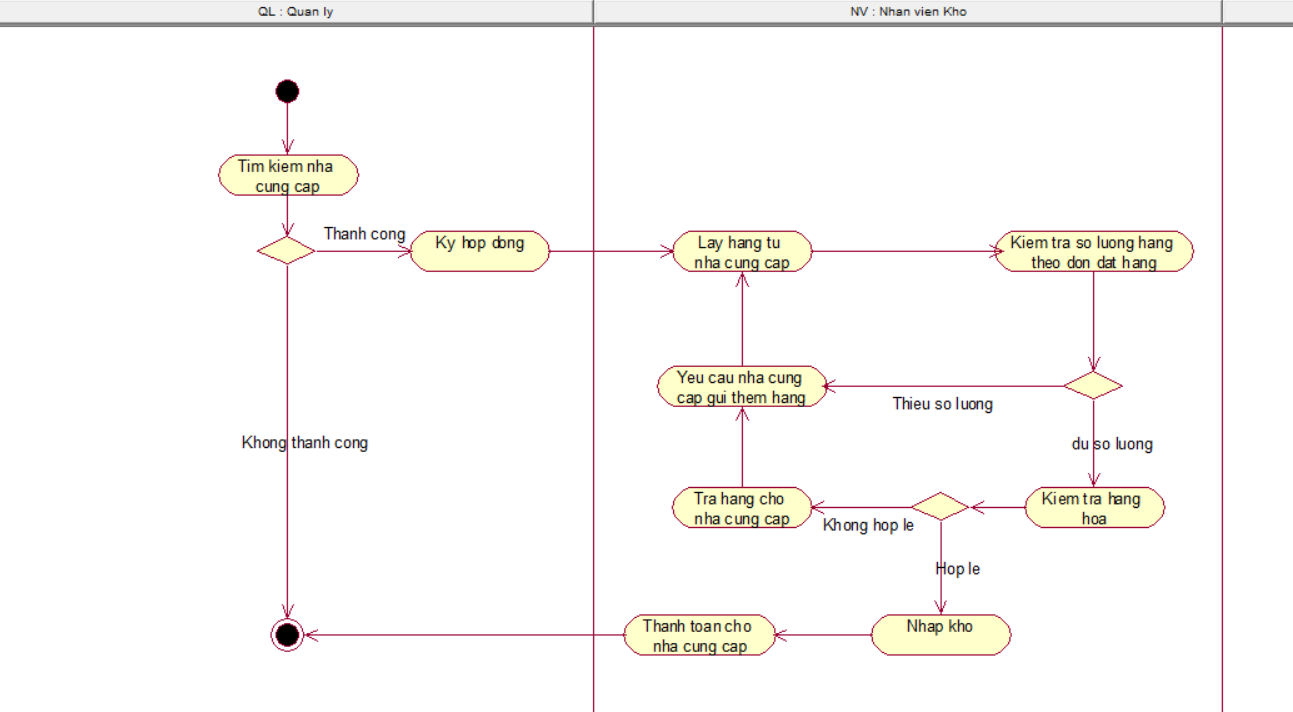 QL : Quan ly
NV : Nhan vien Kho
Tim kiem nha
cung cap
Thanh cong
Ky hop dong
Lay hang tu
nha cung cap
Kiem tra so luong hang
theo don dat hang
Yeu cau nha cung
cap gui them hang
Thieu so luong
Khong thanh cong
du so luong
Tra hang cho
nha cung cap
Khong hop le
Kiem tra hang
hoa
Hop le
Thanh toan cho
nha cung cap
Nhap kho